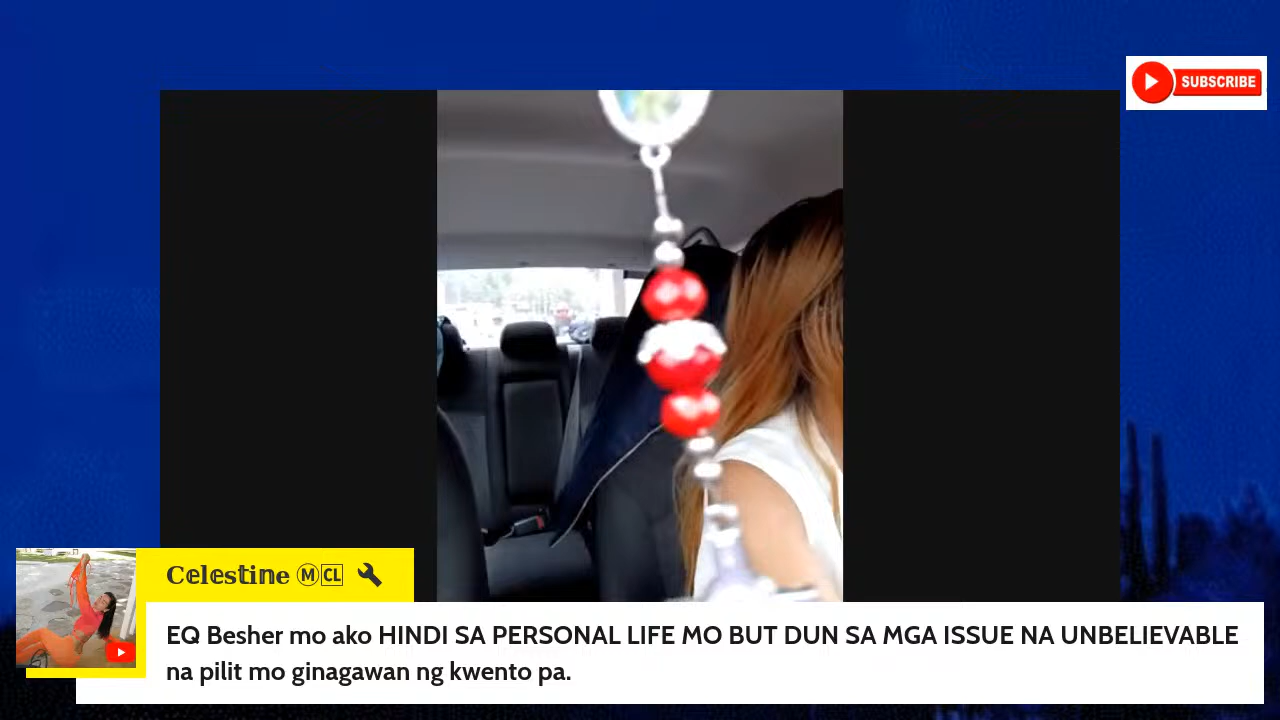 SUBSCRIBE
Celestine Ⓜ🄲🄻 🔧
EQ Besher mo ako HINDI SA PERSONAL LIFE MO BUT DUN SA MGA ISSUE NA UNBELIEVABLE
na pilit mo ginagawan ng kwento pa.